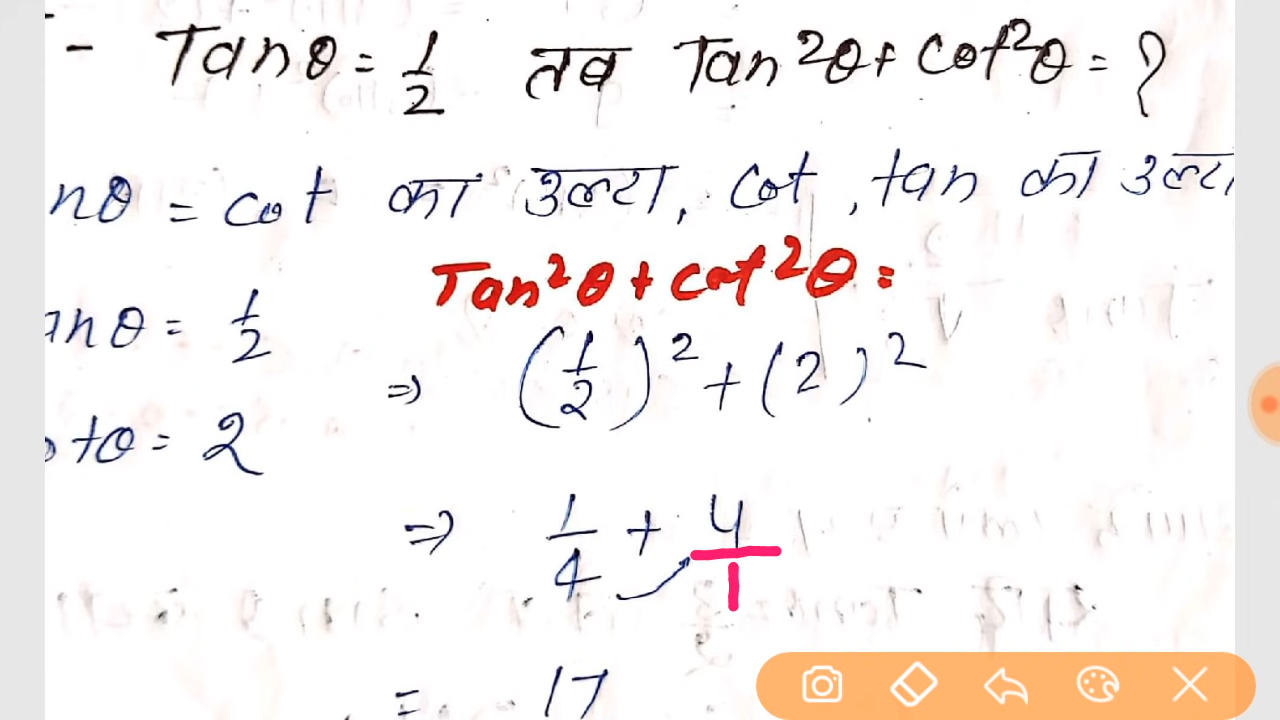 - Tanθ = 1/2 तब Tan²θ + Cot²θ = ?
nθ = cot का उल्टा, Cot, tan का उल्टा
Tan²θ + Cot²θ =
anθ = 1/2
⇒ (1/2)² + (2)²
otθ = 2
⇒ 1/4 + 4/1
= 17